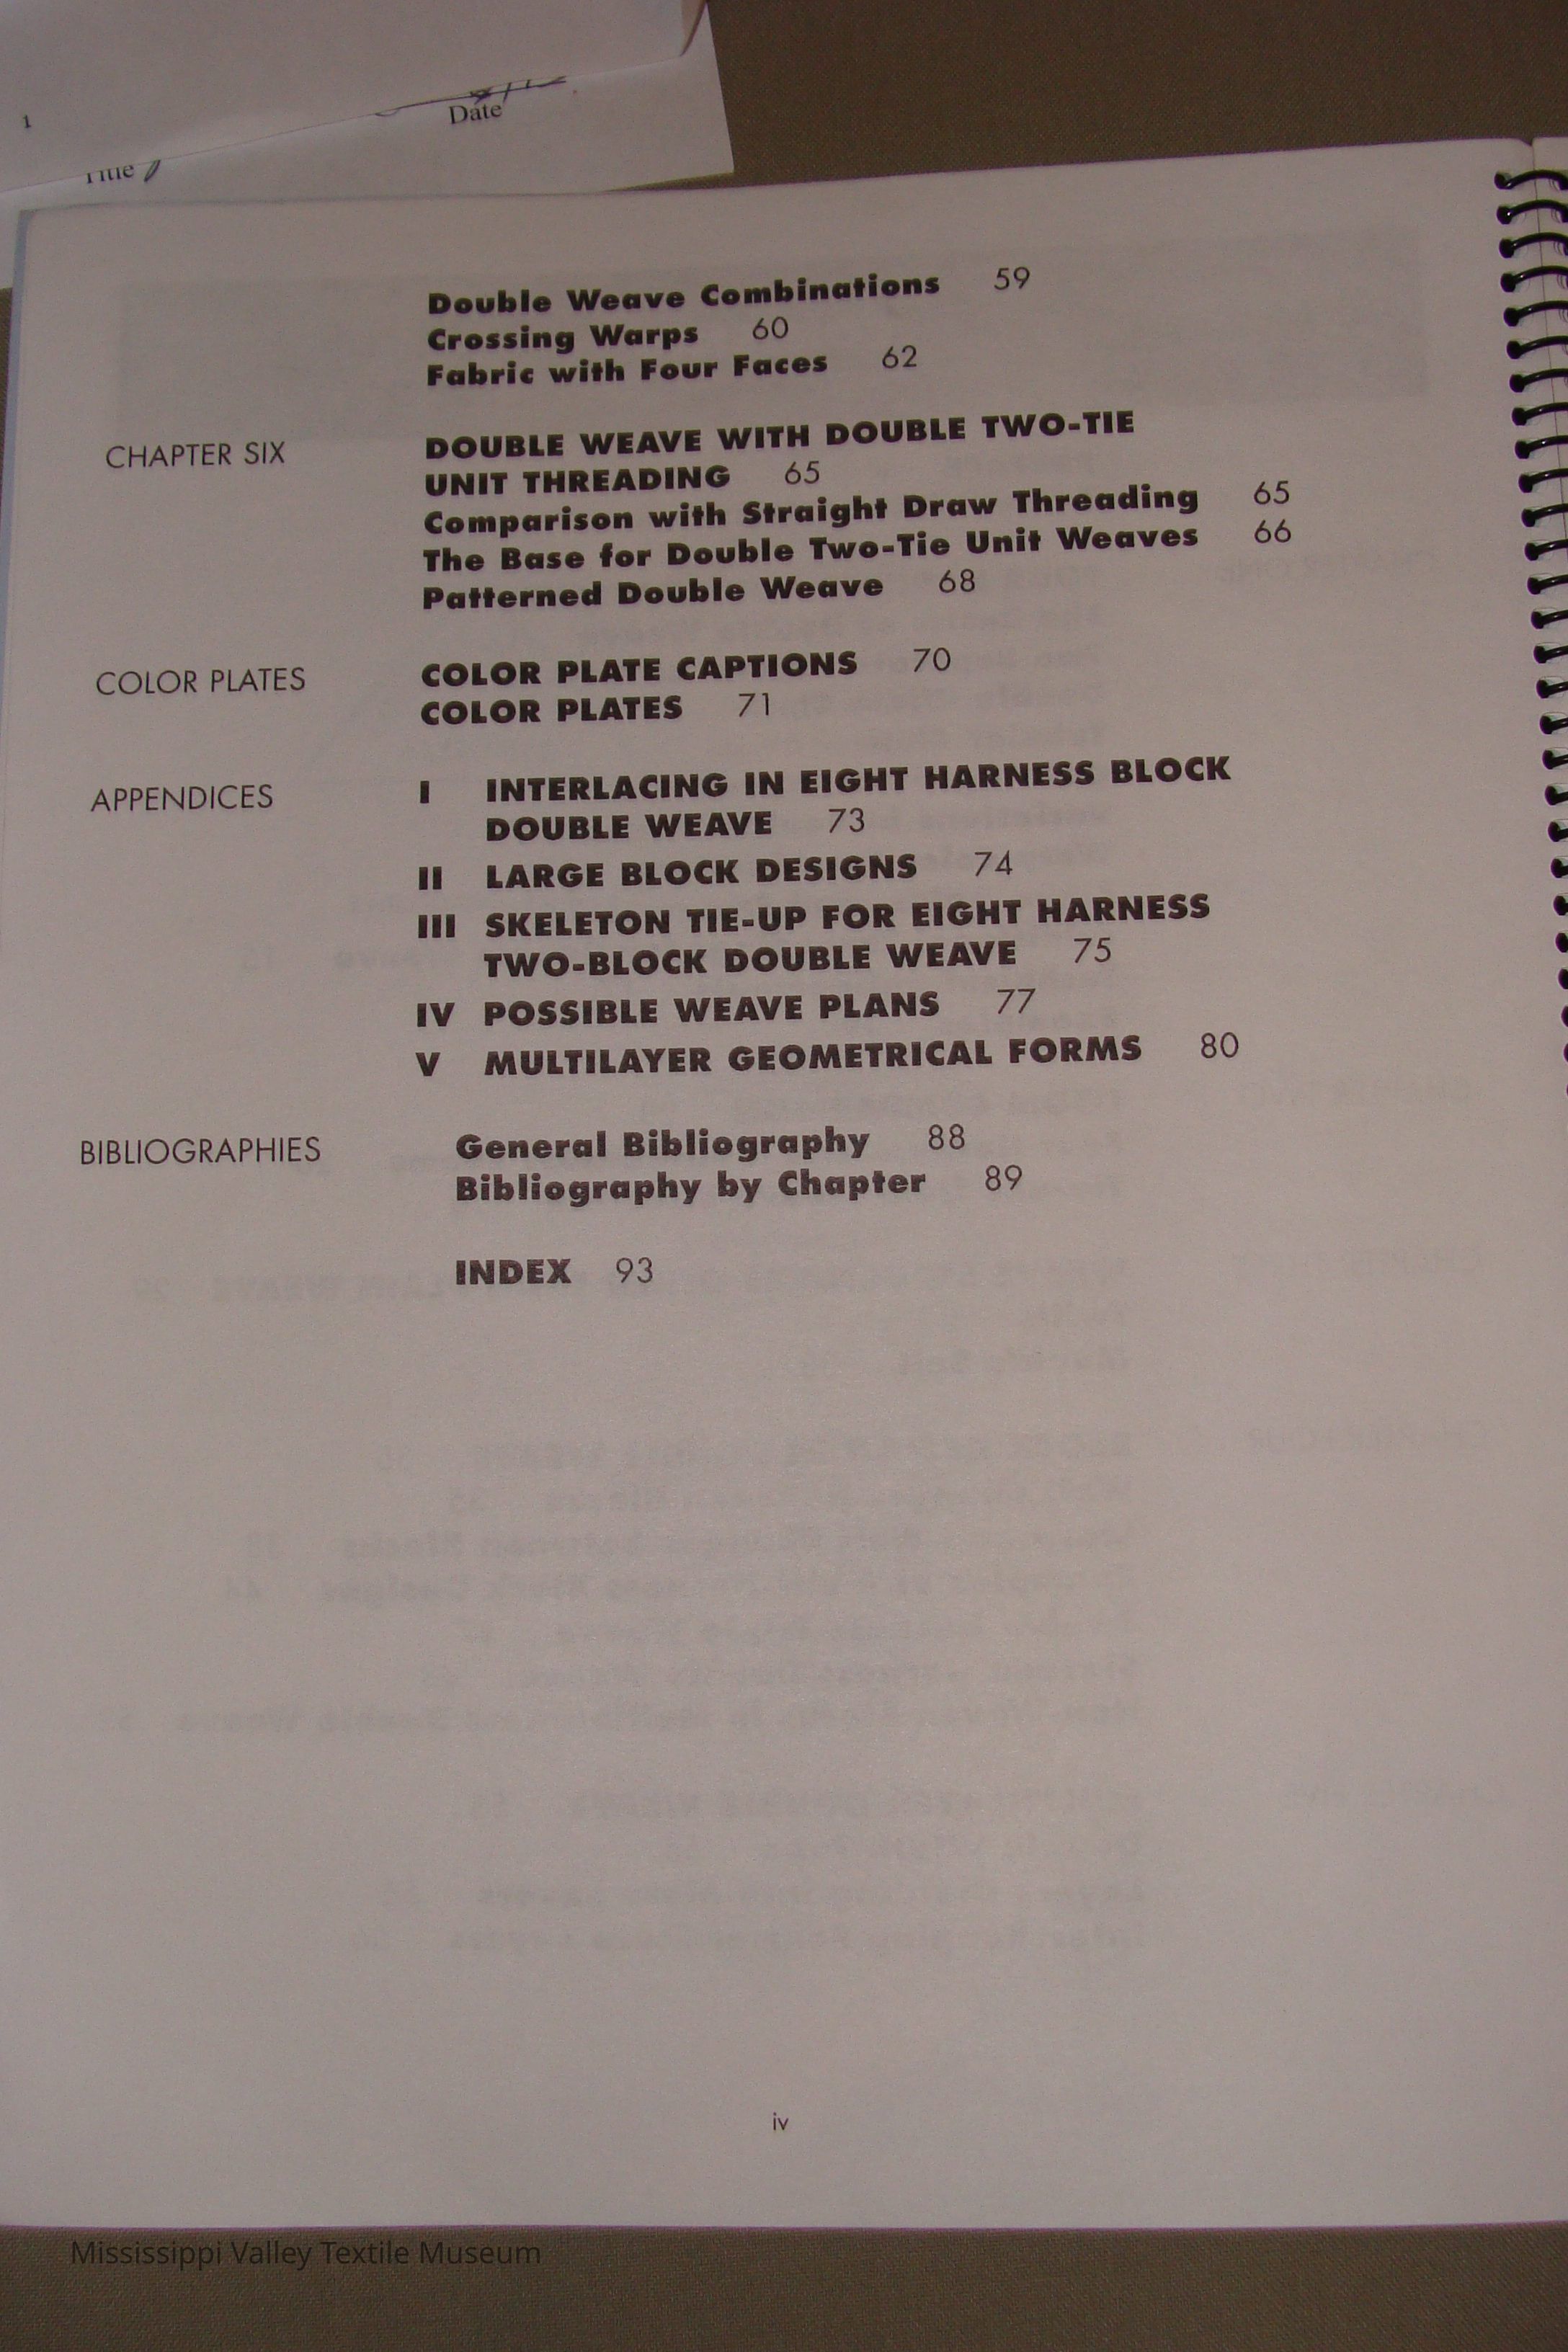 1
Date
Title
Double Weave Combinations 59
Crossing Warps 60
Fabric with Four Faces 62
CHAPTER SIX DOUBLE WEAVE WITH DOUBLE TWO-TIE
UNIT THREADING 65
Comparison with Straight Draw Threading 65
The Base for Double Two-Tie Unit Weaves 66
Patterned Double Weave 68
COLOR PLATES COLOR PLATE CAPTIONS 70
COLOR PLATES 71
APPENDICES I INTERLACING IN EIGHT HARNESS BLOCK
DOUBLE WEAVE 73
II LARGE BLOCK DESIGNS 74
III SKELETON TIE-UP FOR EIGHT HARNESS
TWO-BLOCK DOUBLE WEAVE 75
IV POSSIBLE WEAVE PLANS 77
V MULTILAYER GEOMETRICAL FORMS 80
BIBLIOGRAPHIES General Bibliography 88
Bibliography by Chapter 89
INDEX 93
iv
Mississippi Valley Textile Museum